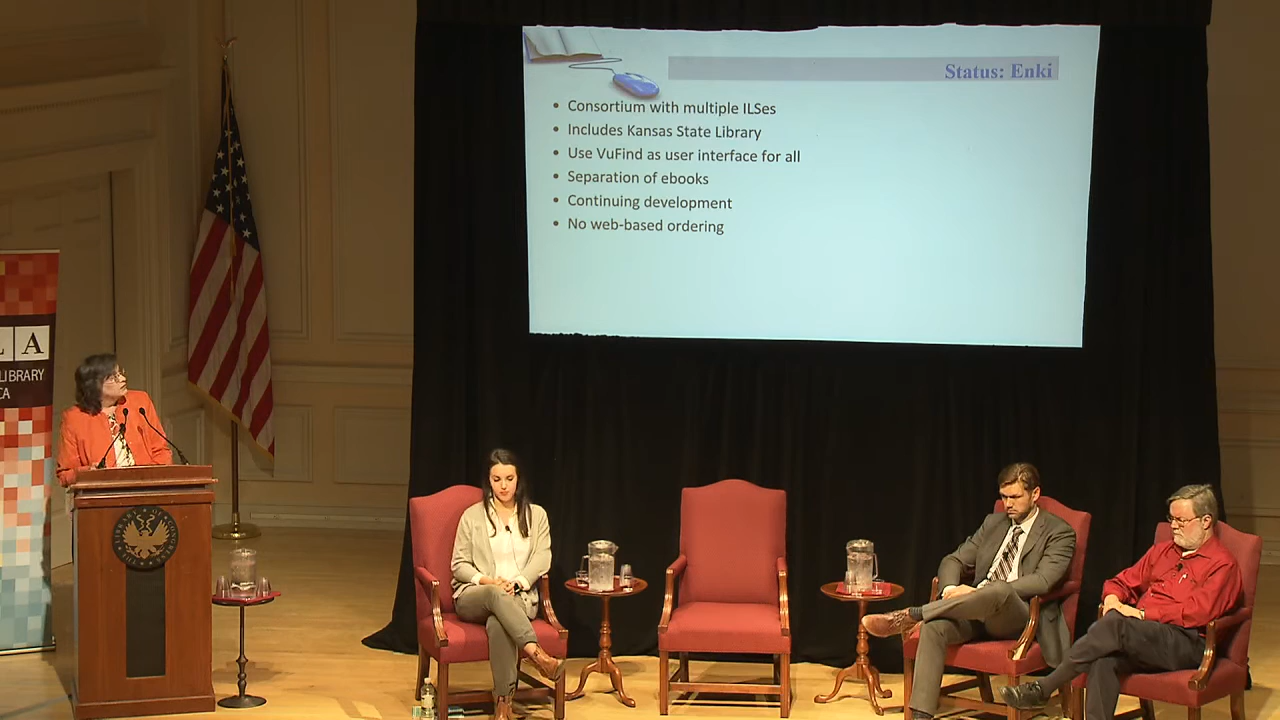 Status: Enki
• Consortium with multiple ILSes
• Includes Kansas State Library
• Use VuFind as user interface for all
• Separation of ebooks
• Continuing development
• No web-based ordering
L A
LIBRARY
CA